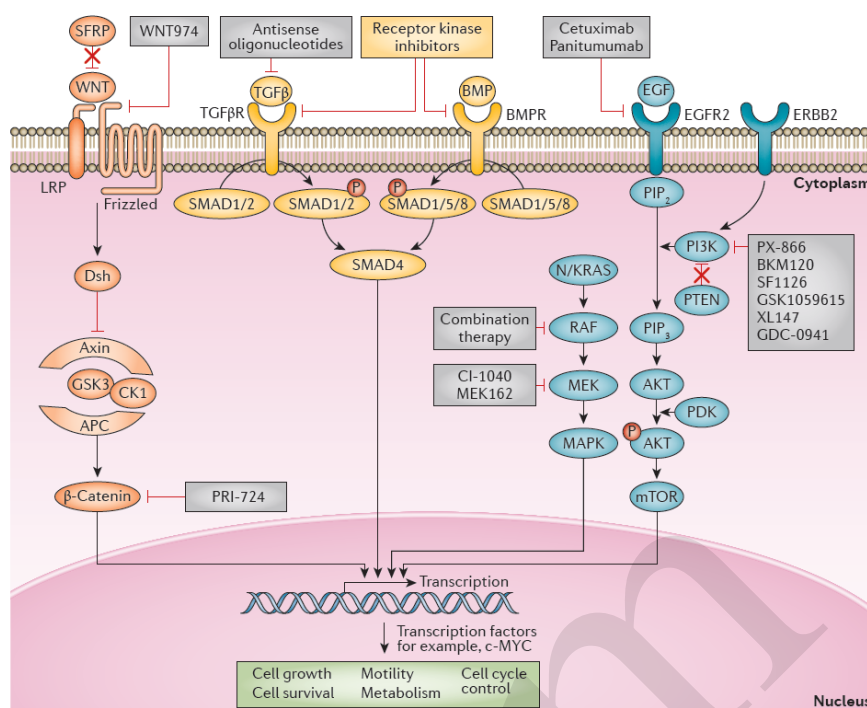 SFRP
WNT974
Antisense
oligonucleotides
Receptor kinase
inhibitors
Cetuximab
Panitumumab
WNT
TGFβ
BMP
EGF
TGFβR
BMPR
EGFR2
ERBB2
LRP
Frizzled
Cytoplasm
SMAD1/2
SMAD1/2
P
P
SMAD1/5/8
SMAD1/5/8
PIP2
Dsh
SMAD4
N/KRAS
PI3K
PTEN
PX-866
BKM120
SF1126
GSK1059615
XL147
GDC-0941
Axin
GSK3
CK1
APC
Combination
therapy
RAF
PIP3
CI-1040
MEK162
MEK
AKT
PDK
MAPK
P
AKT
β-Catenin
PRI-724
mTOR
Transcription
Transcription factors
for example, c-MYC
Cell growth
Cell survival
Motility
Metabolism
Cell cycle
control
Nucleus